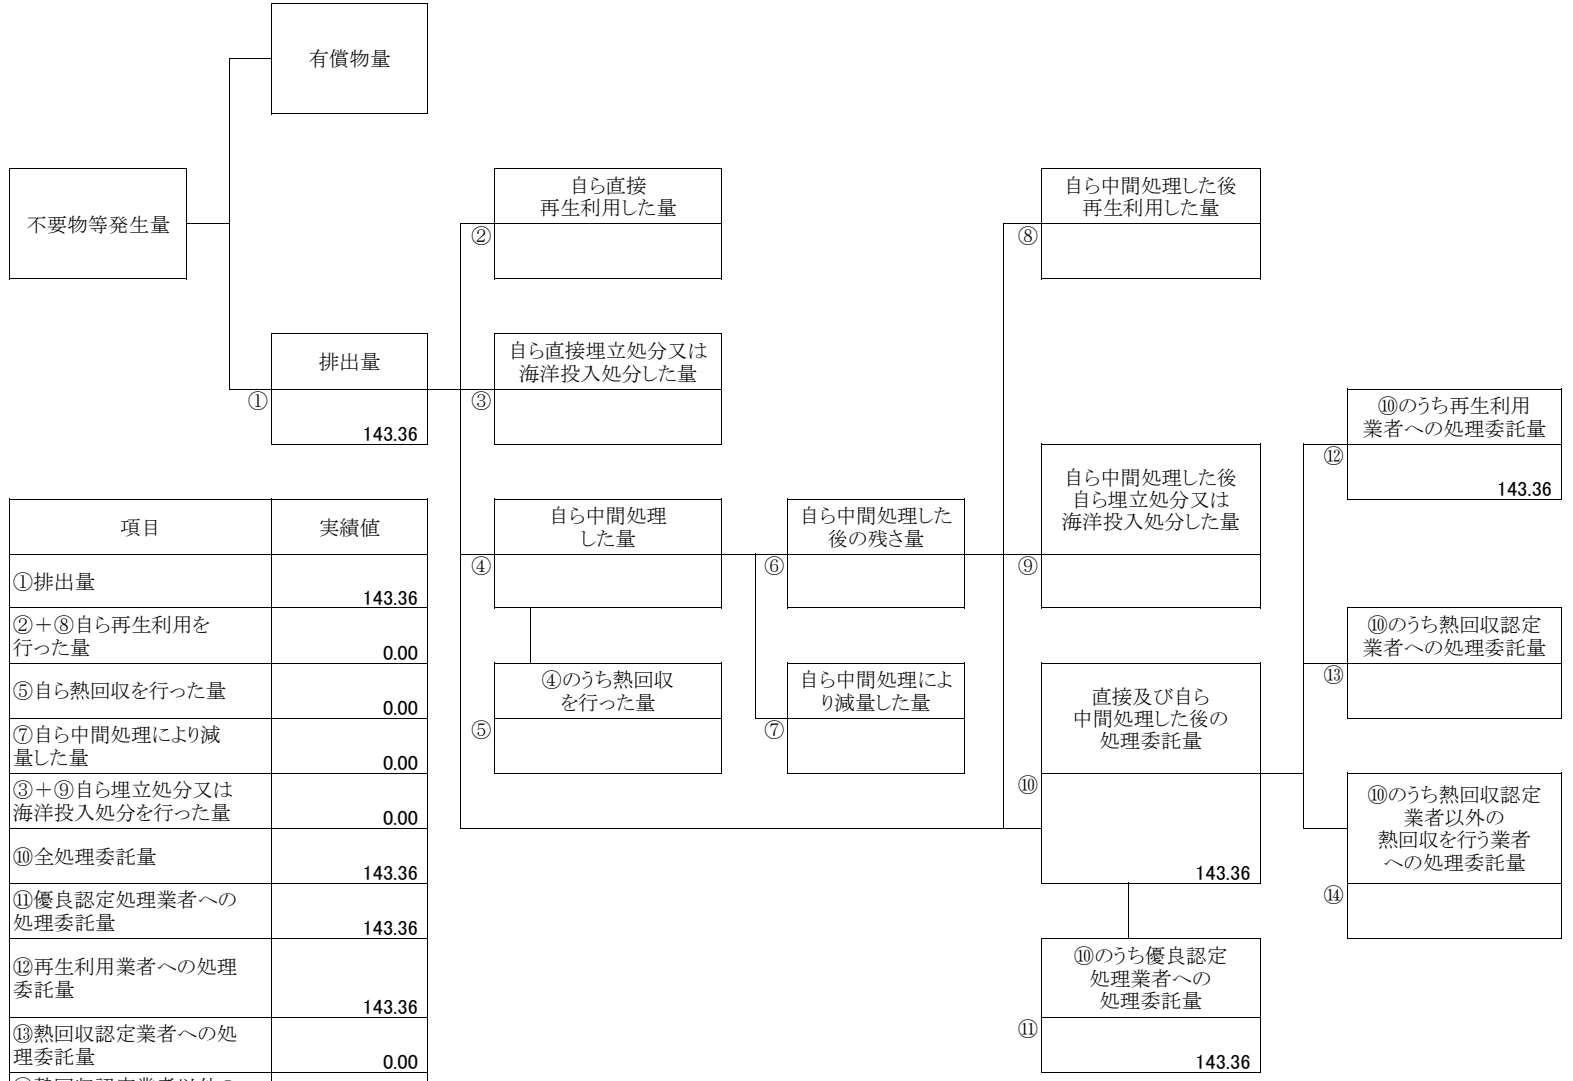 有償物量
不要物等発生量
自ら直接
再生利用した量
②
自ら中間処理した後
再生利用した量
⑧
排出量
①
143.36
自ら直接埋立処分又は
海洋投入処分した量
③
⑩のうち再生利用
業者への処理委託量
⑫
143.36
自ら中間処理
した量
④
自ら中間処理した
後の残さ量
⑥
自ら中間処理した後
自ら埋立処分又は
海洋投入処分した量
⑨
⑩のうち熱回収認定
業者への処理委託量
⑬
④のうち熱回収
を行った量
⑤
自ら中間処理によ
り減量した量
⑦
直接及び自ら
中間処理した後の
処理委託量
⑩
143.36
⑩のうち熱回収認定
業者以外の
熱回収を行う業者
への処理委託量
⑭
⑩のうち優良認定
処理業者への
処理委託量
⑪
143.36
項目
実績値
①排出量
143.36
②＋⑧自ら再生利用を
行った量
0.00
⑤自ら熱回収を行った量
0.00
⑦自ら中間処理により減
量した量
0.00
③＋⑨自ら埋立処分又は
海洋投入処分を行った量
0.00
⑩全処理委託量
143.36
⑪優良認定処理業者への
処理委託量
143.36
⑫再生利用業者への処理
委託量
143.36
⑬熱回収認定業者への処
理委託量
0.00